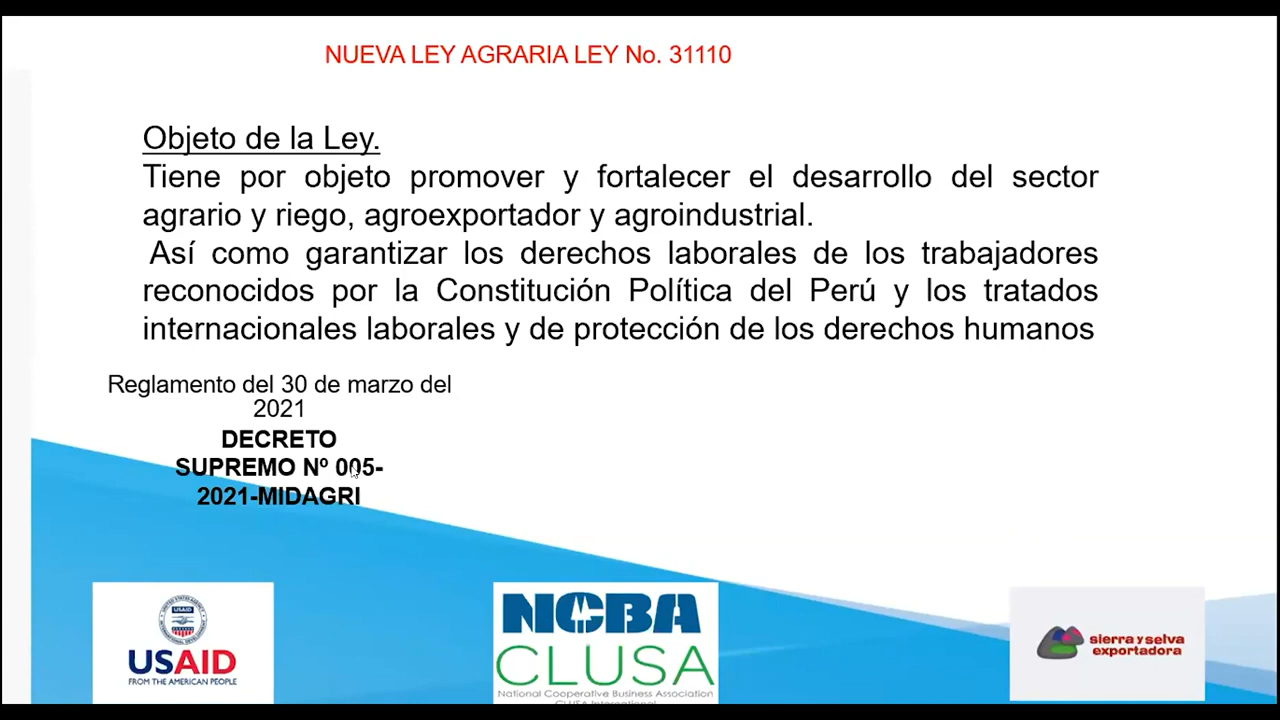 NUEVA LEY AGRARIA LEY No. 31110
Objeto de la Ley.
Tiene por objeto promover y fortalecer el desarrollo del sector
agrario y riego, agroexportador y agroindustrial.
Así como garantizar los derechos laborales de los trabajadores
reconocidos por la Constitución Política del Perú y los tratados
internacionales laborales y de protección de los derechos humanos
Reglamento del 30 de marzo del
2021
DECRETO
SUPREMO Nº 005-
2021-MIDAGRI
USAID
USAID
FROM THE AMERICAN PEOPLE
NCBA
CLUSA
National Cooperative Business Association
CLUSA International
sierra y selva
exportadora